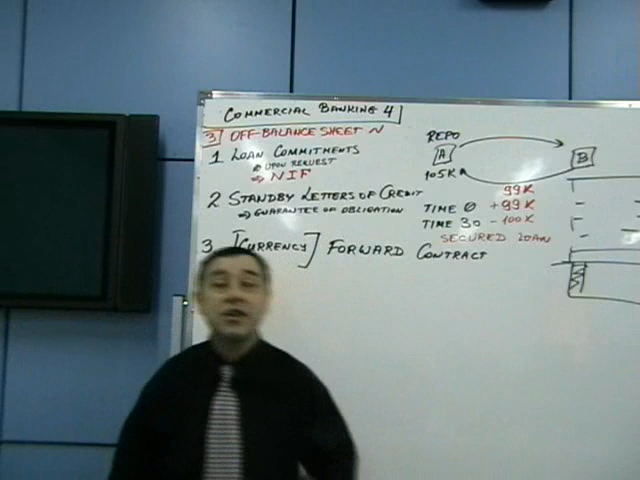 COMMERCIAL BANKING 4
3 OFF-BALANCE SHEET N
1 LOAN COMMITMENTS
UPON REQUEST
⇒ NIF
2 STANDBY LETTERS OF CREDIT
⇒ GUARANTEE OF OBLIGATION
3 [CURRENCY] FORWARD CONTRACT
REPO
A B
105K
99K
TIME 0 +99K
TIME 30 -100K
SECURED LOAN